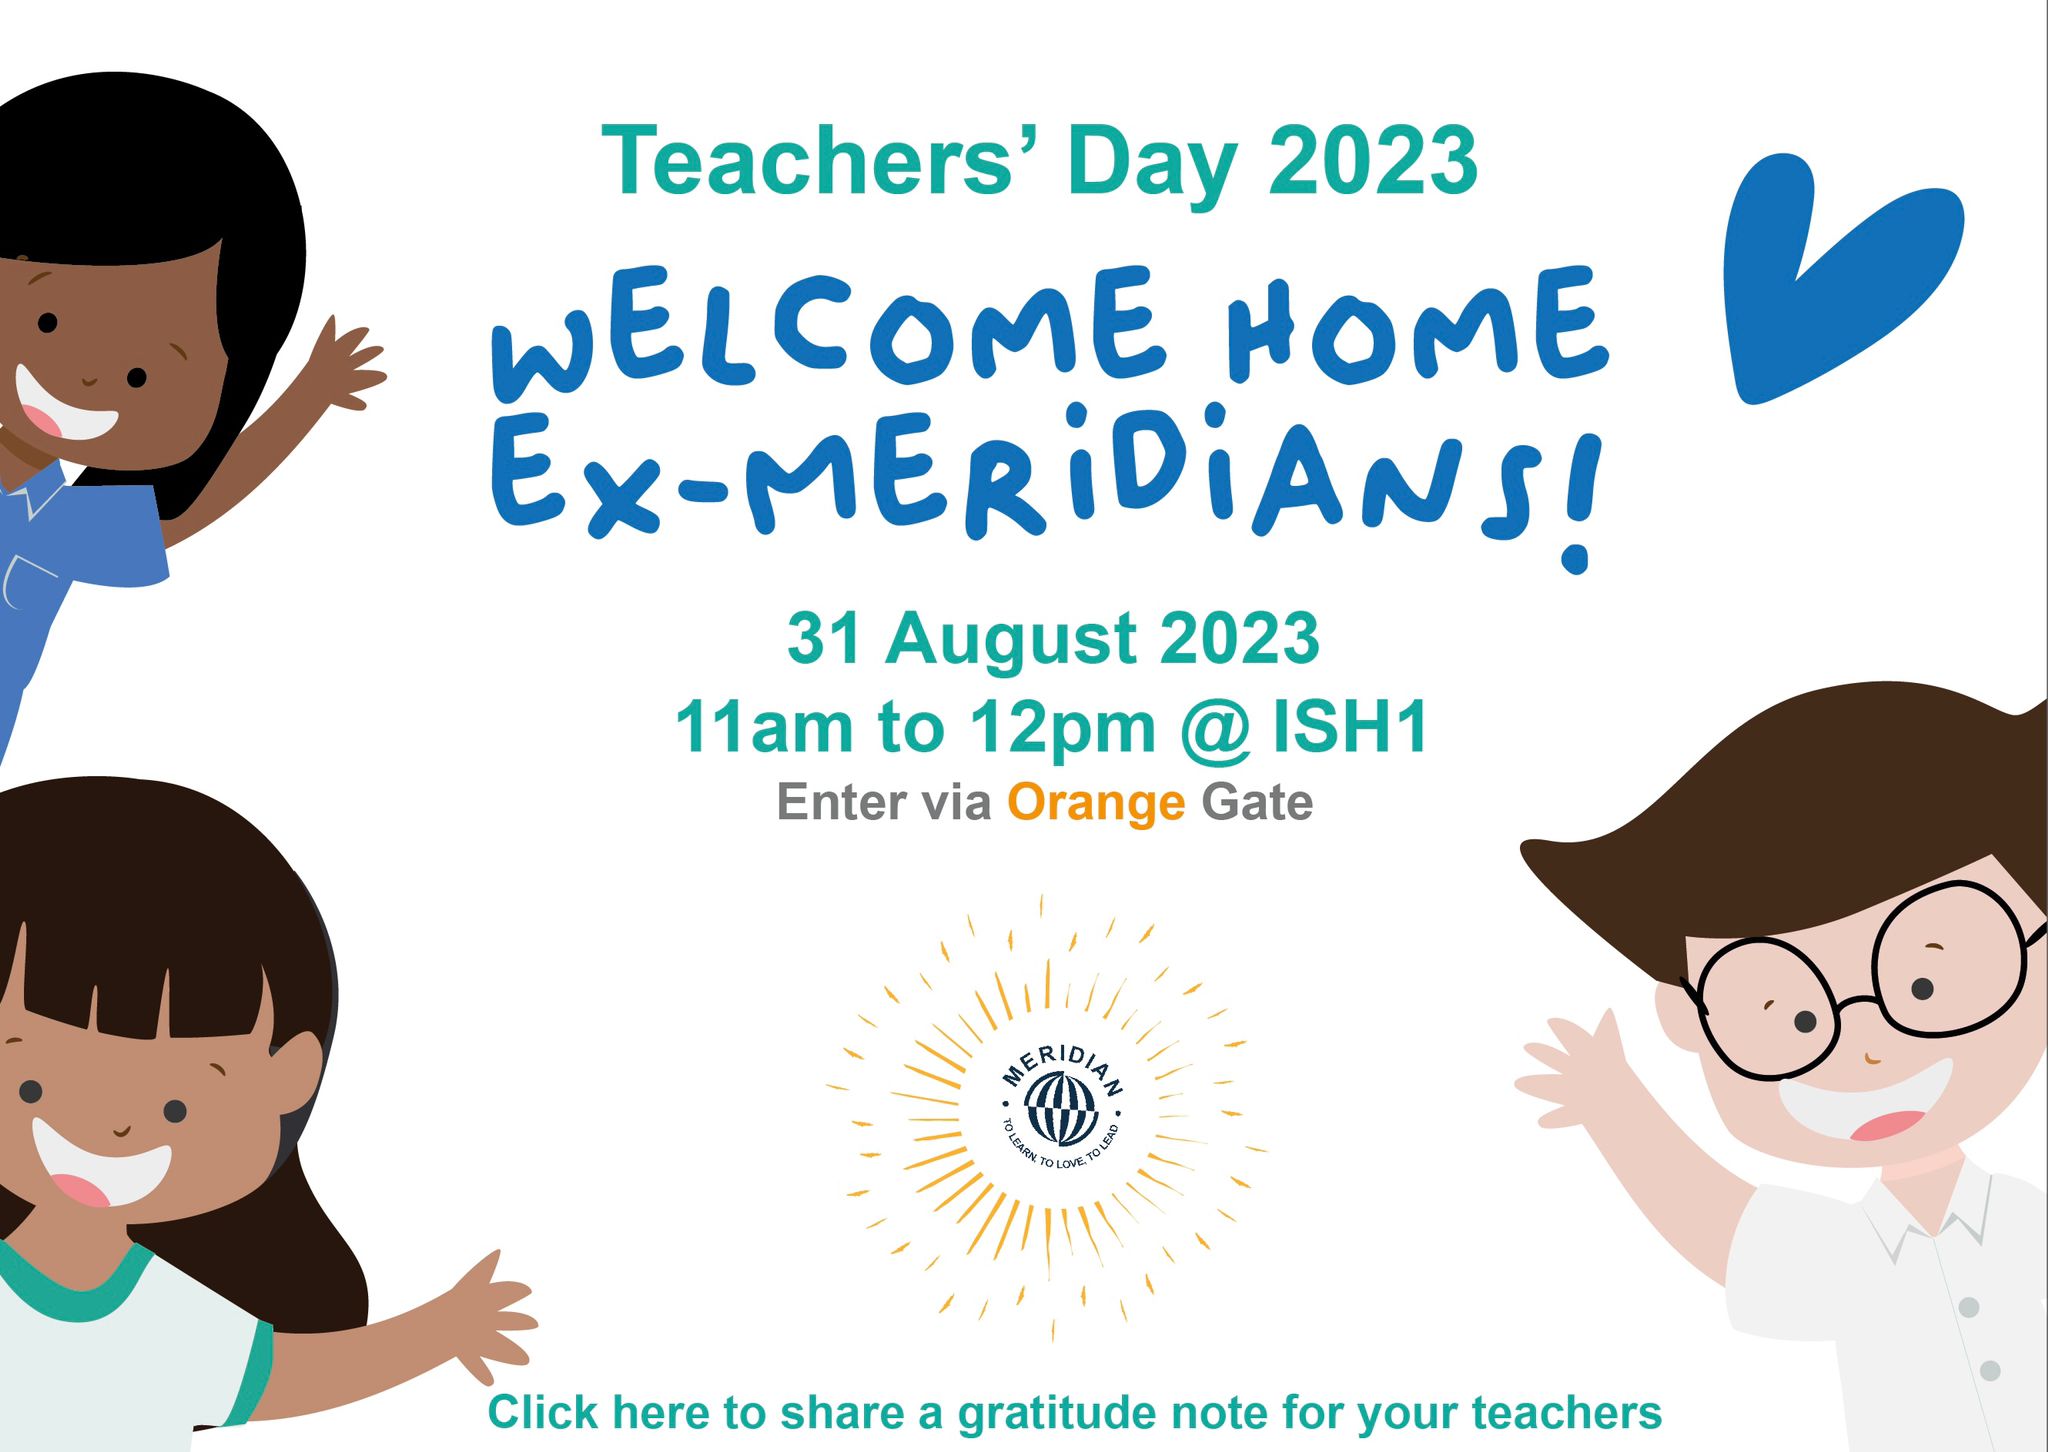 Teachers’ Day 2023
WELCOME HOME
EX-MERiDiANS!
31 August 2023
11am to 12pm @ ISH1
Enter via Orange Gate
MERIDIAN
TO LEARN, TO LOVE, TO LEAD
Click here to share a gratitude note for your teachers